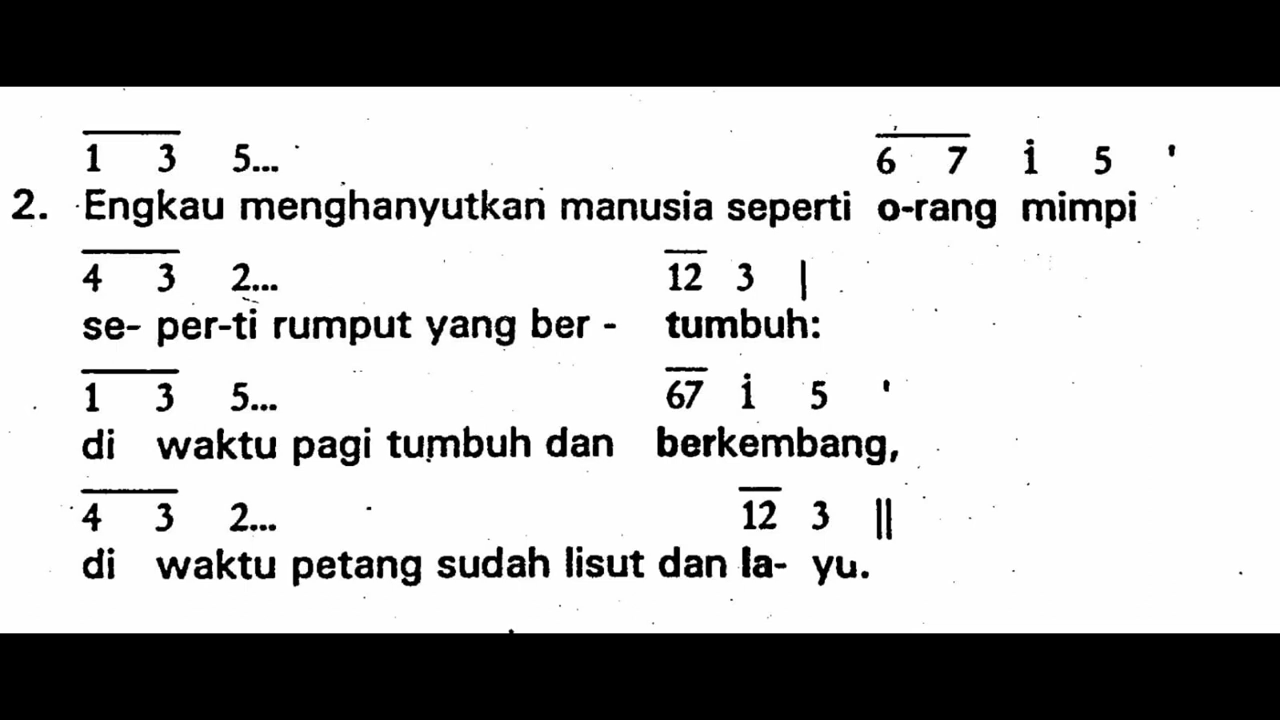 1 3 5... 6 7 i 5 '
2. Engkau menghanyutkan manusia seperti o-rang mimpi
4 3 2... 12 3 |
se- per-ti rumput yang ber - tumbuh:
1 3 5... 67 i 5 '
di waktu pagi tumbuh dan berkembang,
4 3 2... 12 3 ||
di waktu petang sudah lisut dan la- yu.